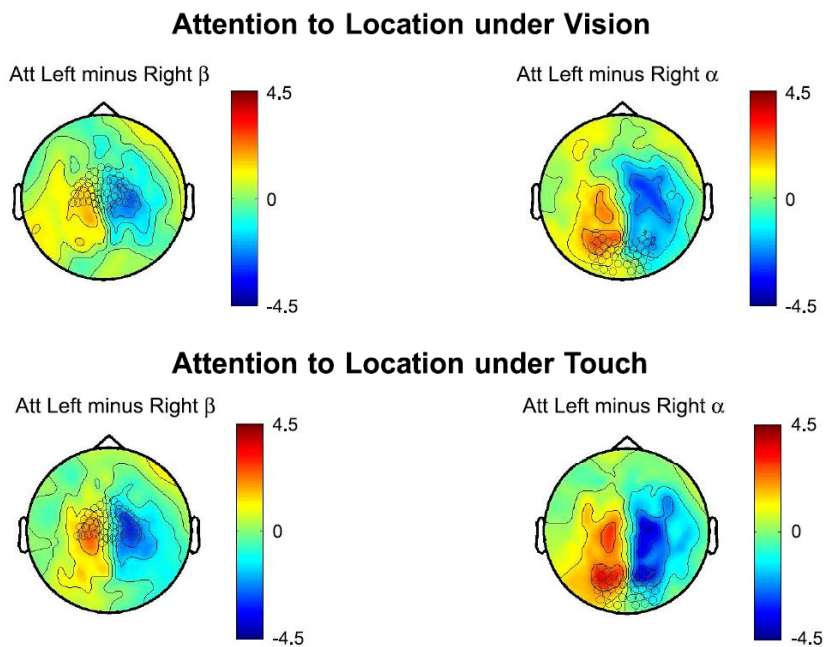 Attention to Location under Vision
Att Left minus Right β
Att Left minus Right α
4.5
0
-4.5
4.5
0
-4.5
Attention to Location under Touch
Att Left minus Right β
Att Left minus Right α
4.5
0
-4.5
4.5
0
-4.5